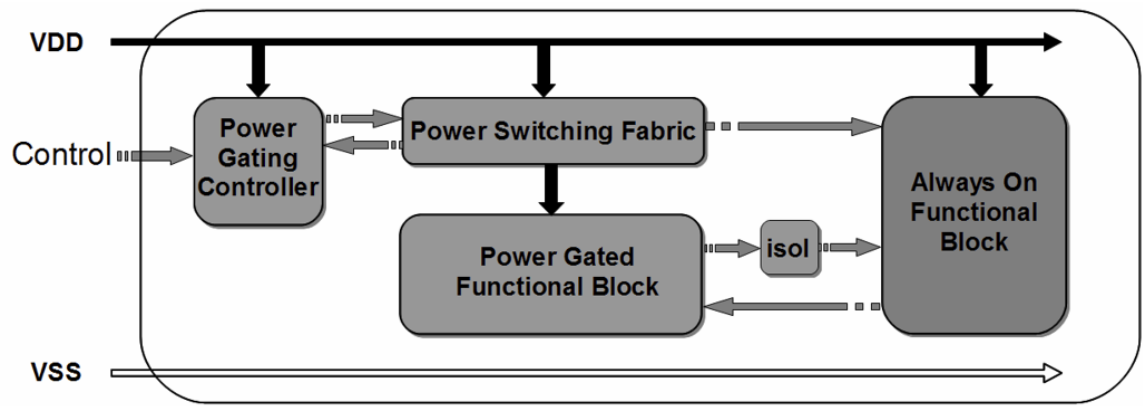 VDD
Control
Power
Gating
Controller
Power Switching Fabric
Always On
Functional
Block
Power Gated
Functional Block
isol
VSS